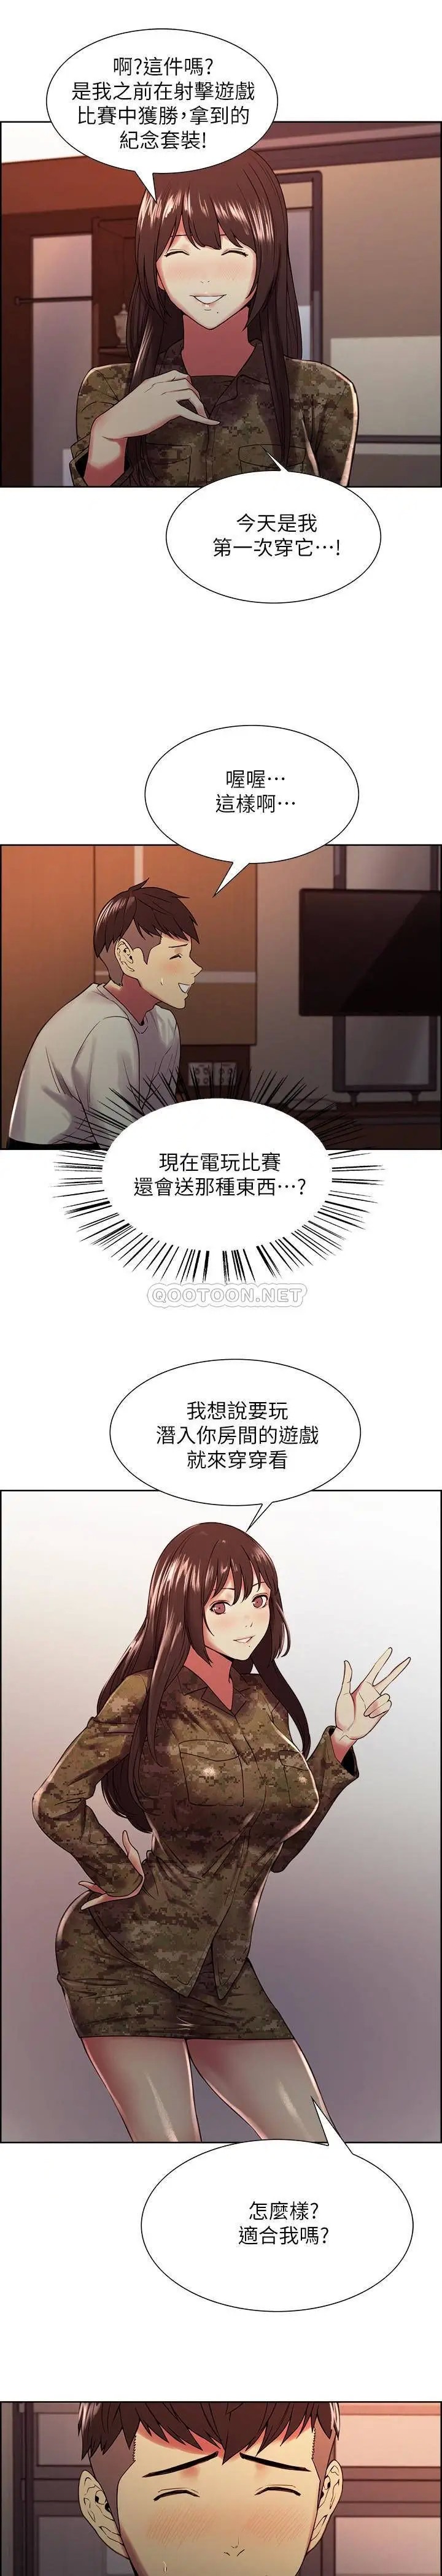 啊?這件嗎?
是我之前在射擊遊戲
比賽中獲勝,拿到的
紀念套裝!
今天是我
第一次穿它…!
喔喔…
這樣啊…
現在電玩比賽
還會送那種東西…?
QOOTOON.NET
我想說要玩
潛入你房間的遊戲
就來穿穿看
怎麼樣?
適合我嗎?